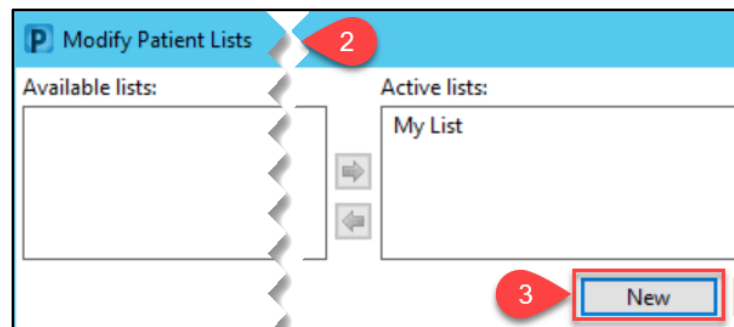 P Modify Patient Lists
2
Available lists:
Active lists:
My List
3
New